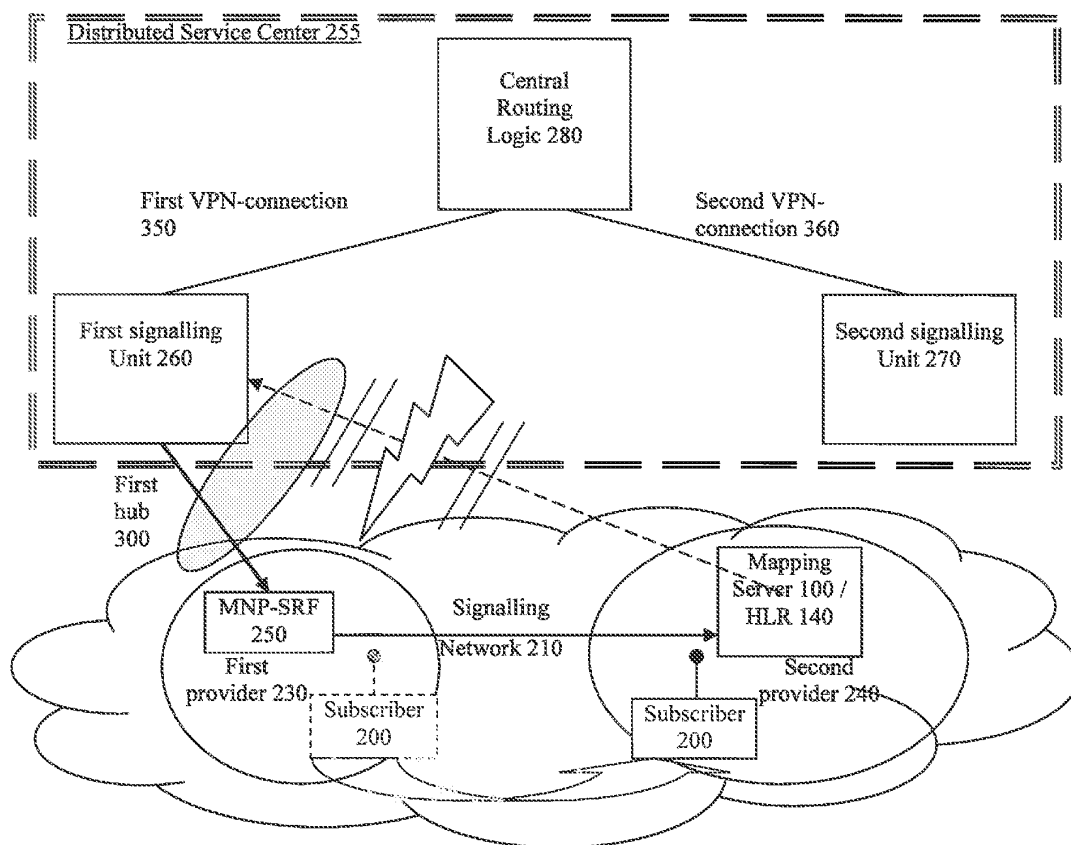 Distributed Service Center 255
Central
Routing
Logic 280
First VPN-connection
350
Second VPN-
connection 360
First signalling
Unit 260
Second signalling
Unit 270
First
hub
300
Mapping
Server 100 /
HLR 140
MNP-SRF
250
Signalling
Network 210
First
provider 230
Second
provider 240
Subscriber
200
Subscriber
200